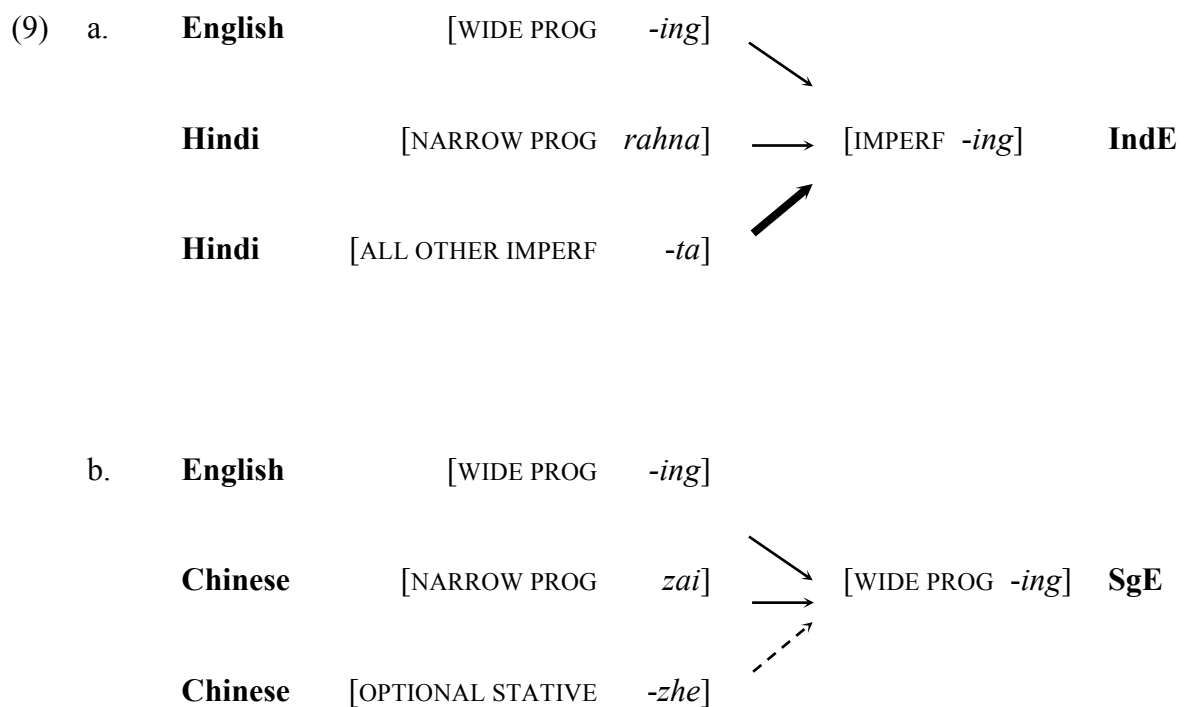 (9) a. English [WIDE PROG -ing]
Hindi [NARROW PROG rahna] [IMPERF -ing] IndE
Hindi [ALL OTHER IMPERF -ta]
b. English [WIDE PROG -ing]
Chinese [NARROW PROG zai] [WIDE PROG -ing] SgE
Chinese [OPTIONAL STATIVE -zhe]